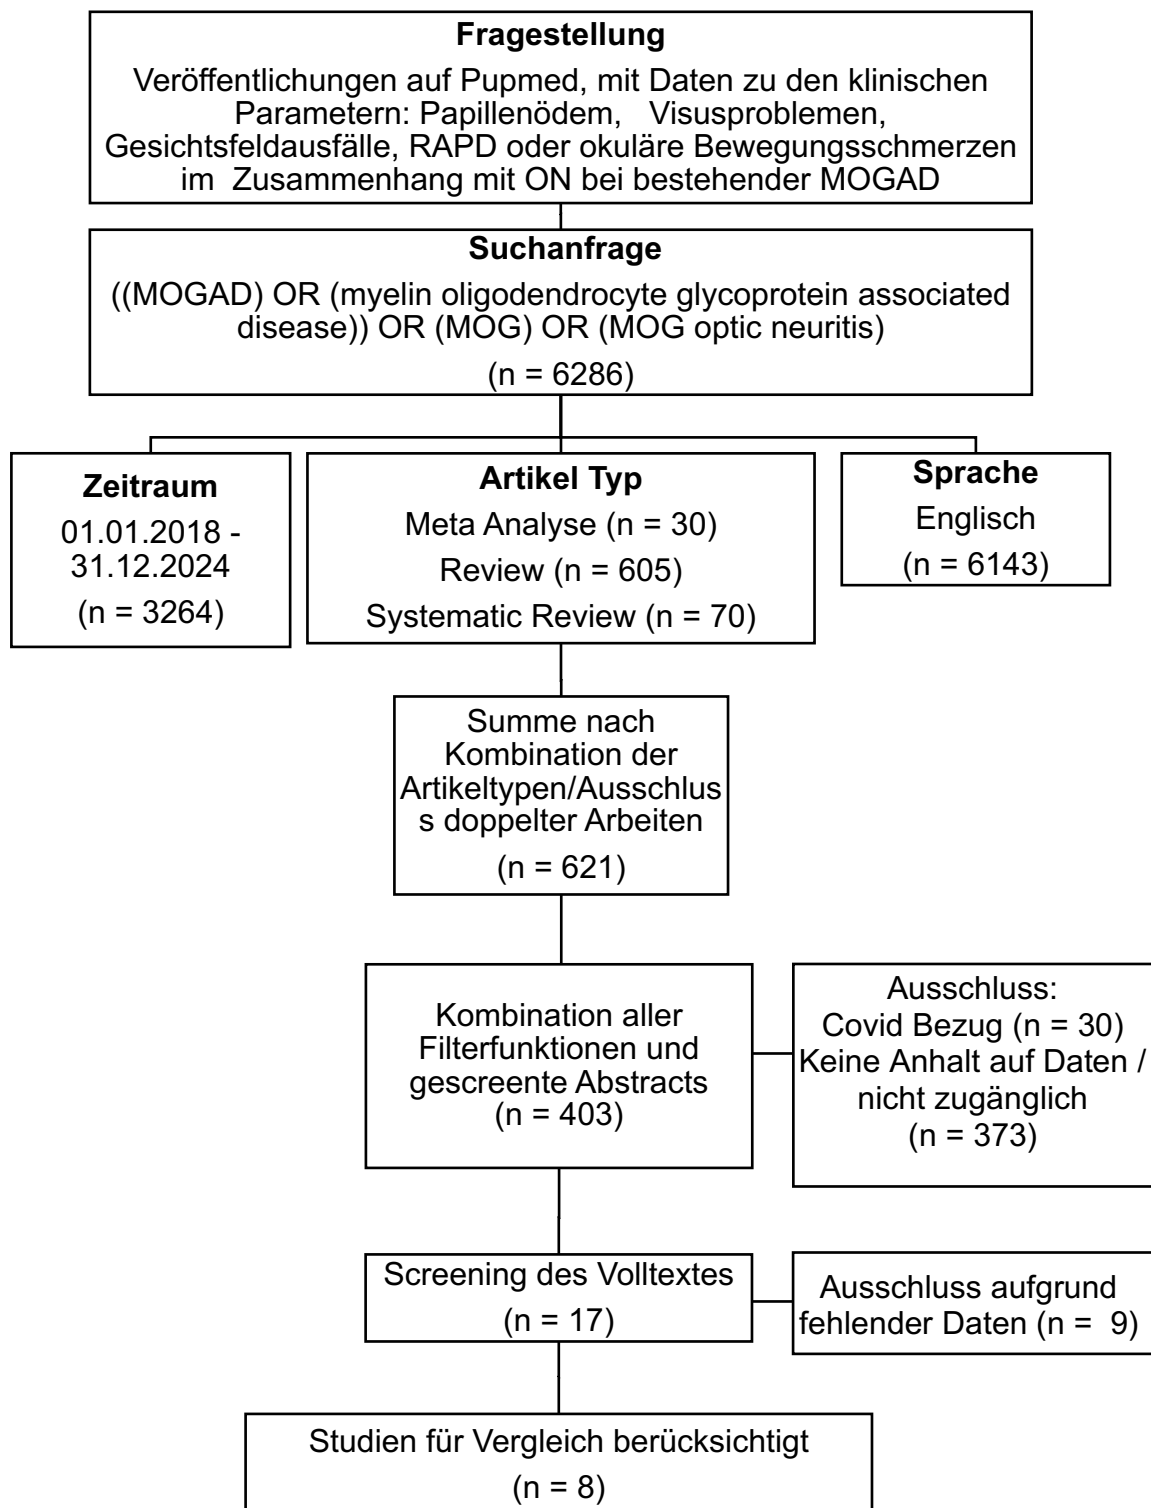 Fragestellung
Veröffentlichungen auf Pupmed, mit Daten zu den klinischen
Parametern: Papillenödem, Visusproblemen,
Gesichtsfeldausfälle, RAPD oder okuläre Bewegungsschmerzen
im Zusammenhang mit ON bei bestehender MOGAD
Suchanfrage
((MOGAD) OR (myelin oligodendrocyte glycoprotein associated
disease)) OR (MOG) OR (MOG optic neuritis)
(n = 6286)
Zeitraum
01.01.2018 -
31.12.2024
(n = 3264)
Artikel Typ
Meta Analyse (n = 30)
Review (n = 605)
Systematic Review (n = 70)
Sprache
Englisch
(n = 6143)
Summe nach
Kombination der
Artikeltypen/Ausschlus
s doppelter Arbeiten
(n = 621)
Kombination aller
Filterfunktionen und
gescreente Abstracts
(n = 403)
Ausschluss:
Covid Bezug (n = 30)
Keine Anhalt auf Daten /
nicht zugänglich
(n = 373)
Screening des Volltextes
(n = 17)
Ausschluss aufgrund
fehlender Daten (n = 9)
Studien für Vergleich berücksichtigt
(n = 8)